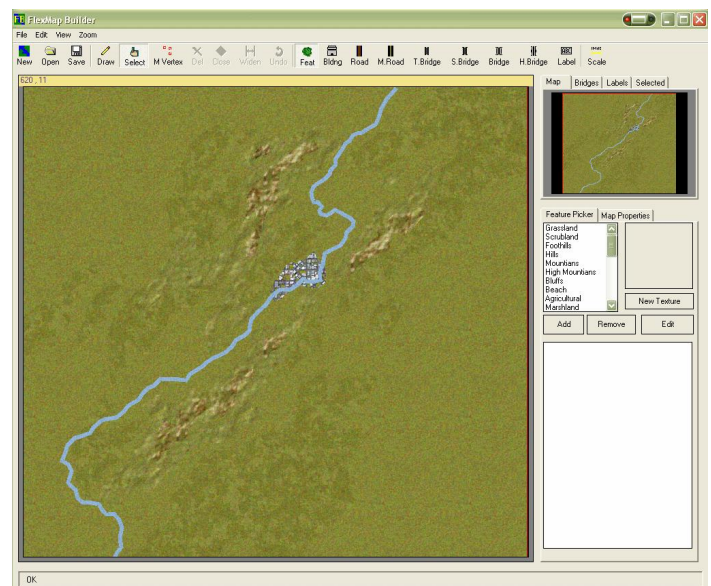 FlexMap Builder
File Edit View Zoom
New Open Save Draw Select M.Vertex Del Close Widen Undo Feat Bldng Road M.Road T.Bridge S.Bridge Bridge H.Bridge Label Scale
620 , 11
Map Bridges Labels Selected
Feature Picker Map Properties
Grassland
Scrubland
Foothills
Hills
Mountians
High Mountians
Bluffs
Beach
Agricultural
Marshland
New Texture
Add Remove Edit
OK